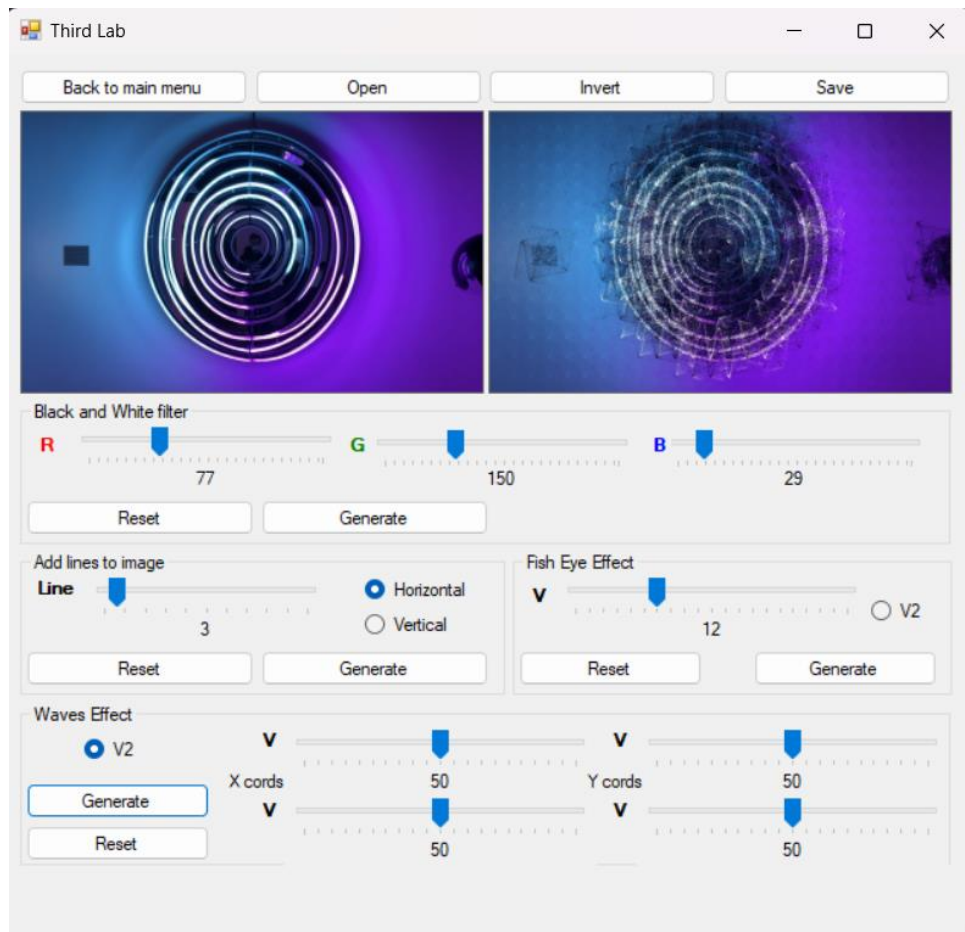 Third Lab
Back to main menu Open Invert Save
Black and White filter
R G B
77 150 29
Reset Generate
Add lines to image Fish Eye Effect
Line Horizontal V V2
3 Vertical 12
Reset Generate Reset Generate
Waves Effect
V2 V V
X cords 50 Y cords 50
Generate V V
Reset 50 50